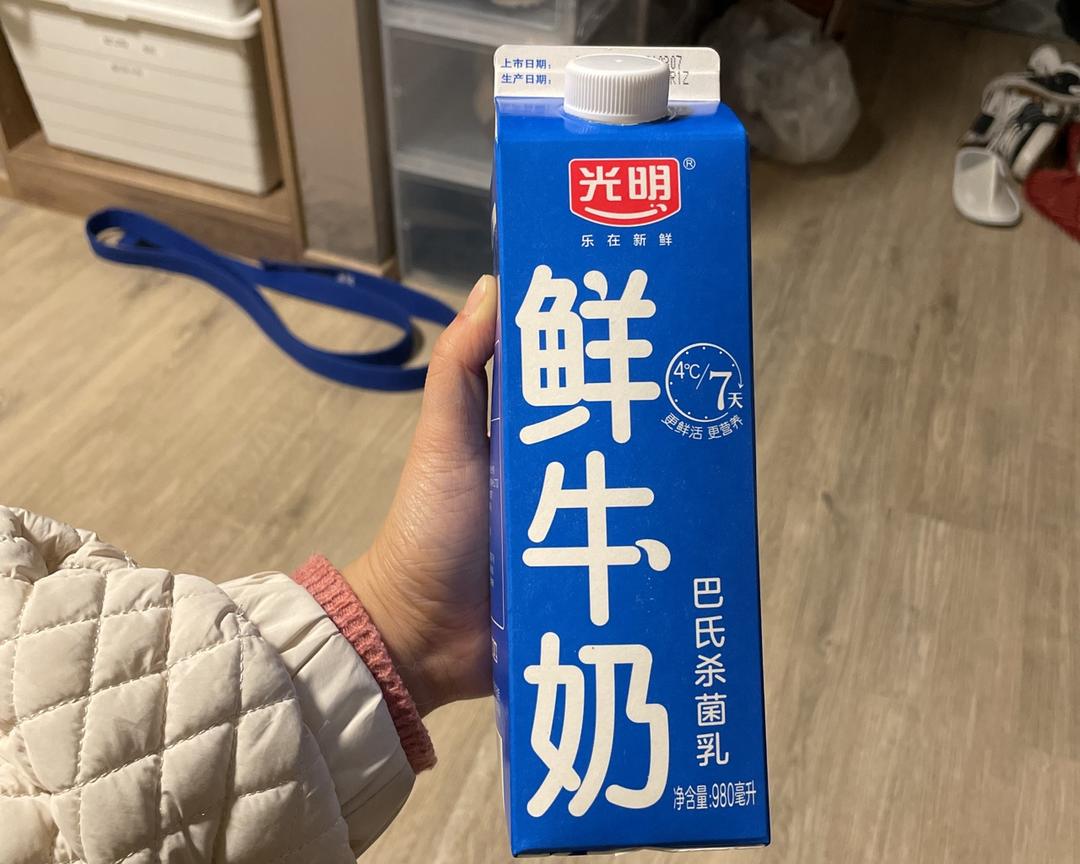 上市日期:
生产日期:
光明®
乐在新鲜
鲜牛奶
4℃/7天
更鲜活 更营养
巴氏杀菌乳
净含量:980毫升